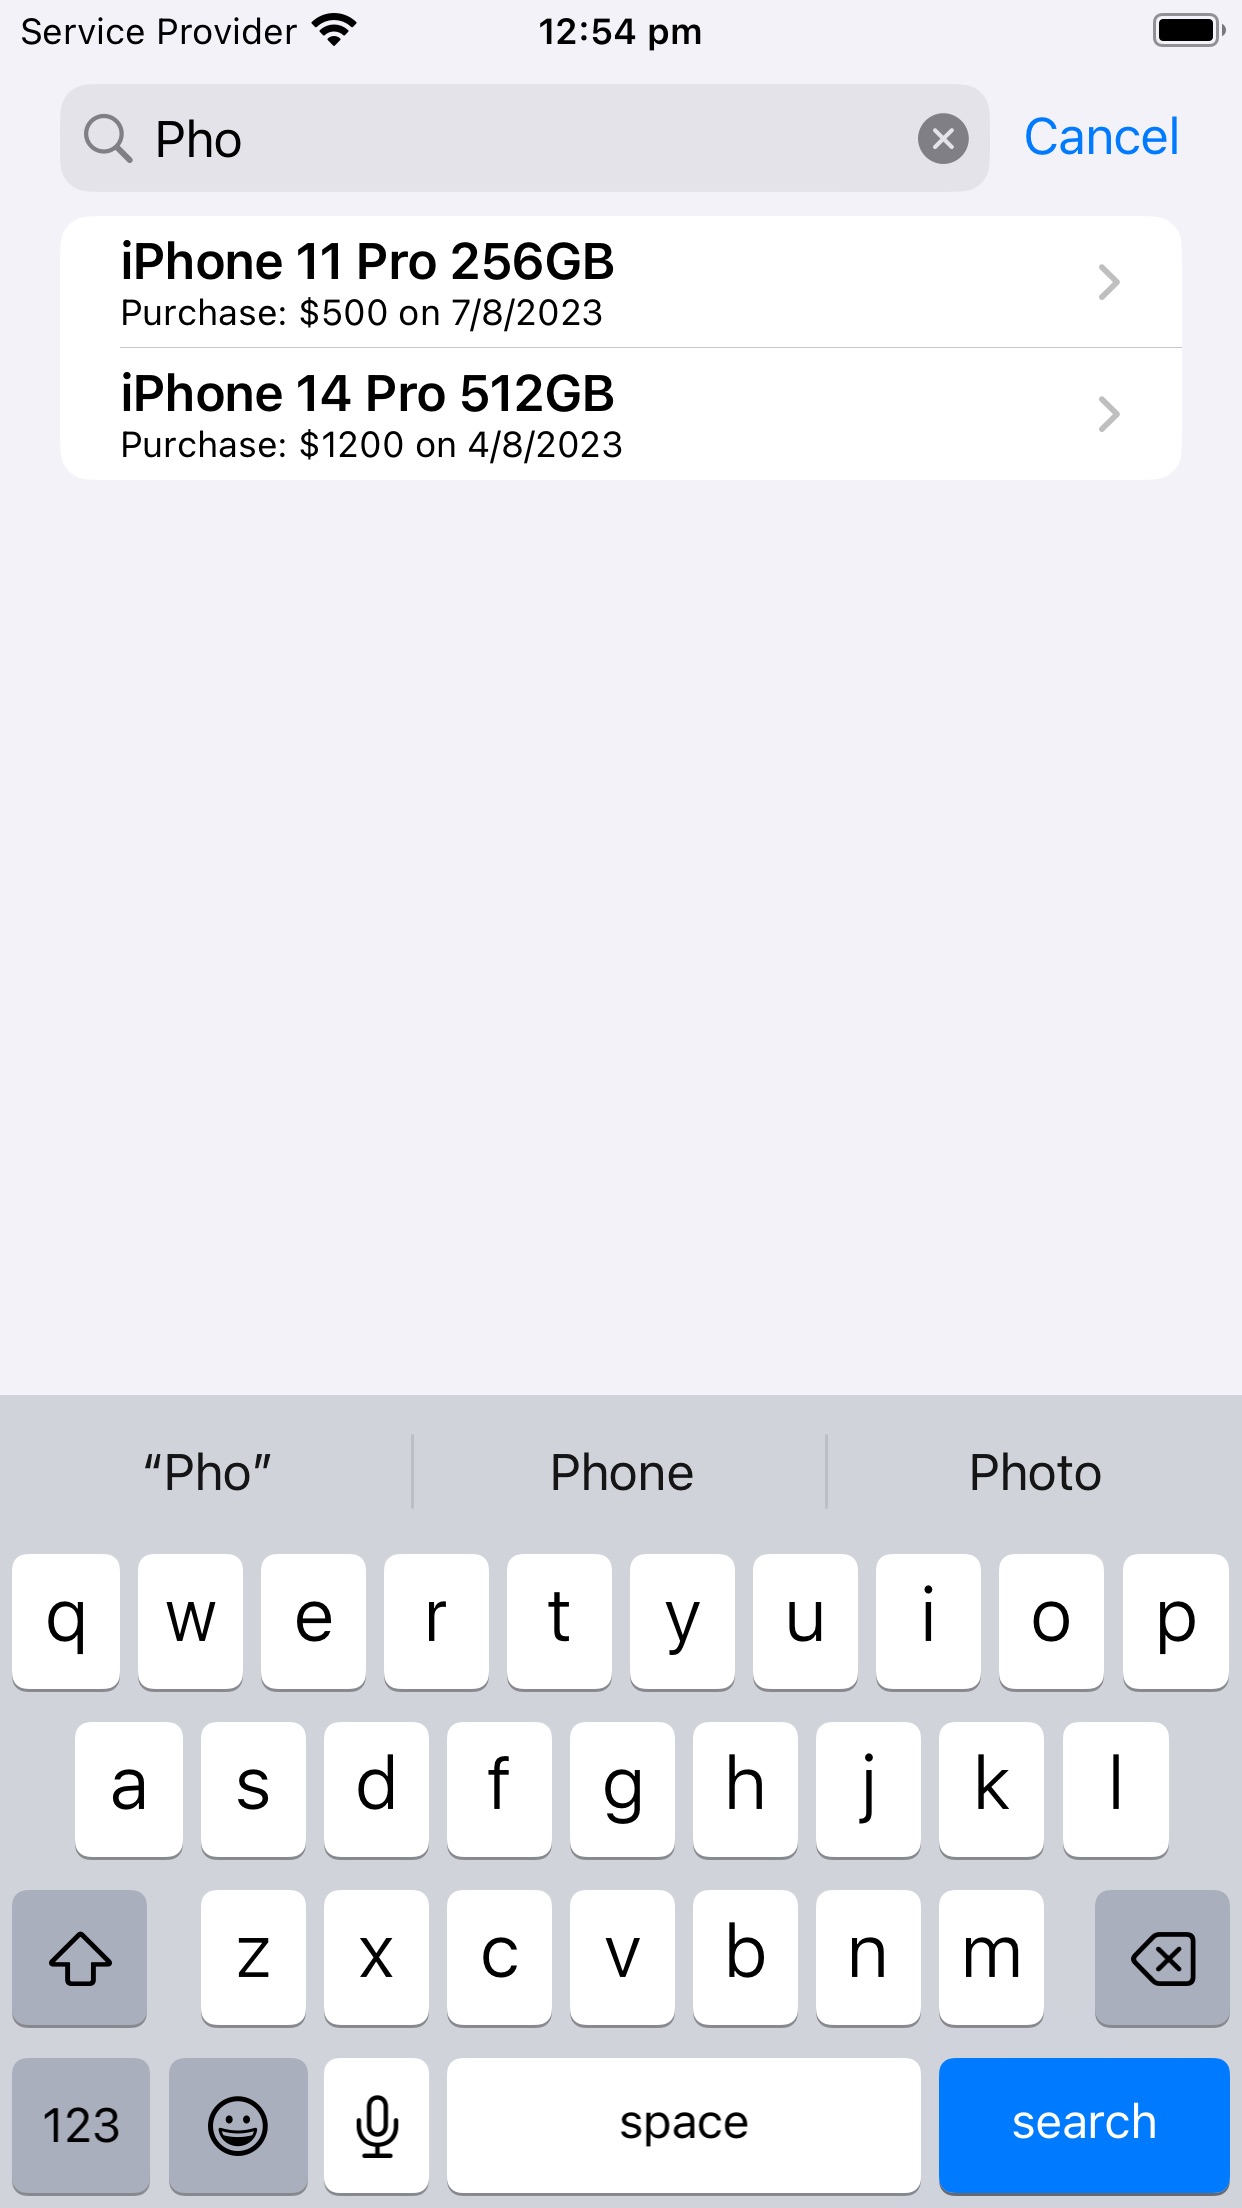 Service Provider 12:54 pm
Pho Cancel
iPhone 11 Pro 256GB
Purchase: $500 on 7/8/2023
iPhone 14 Pro 512GB
Purchase: $1200 on 4/8/2023
“Pho” Phone Photo
q w e r t y u i o p
a s d f g h j k l
z x c v b n m
123 space search